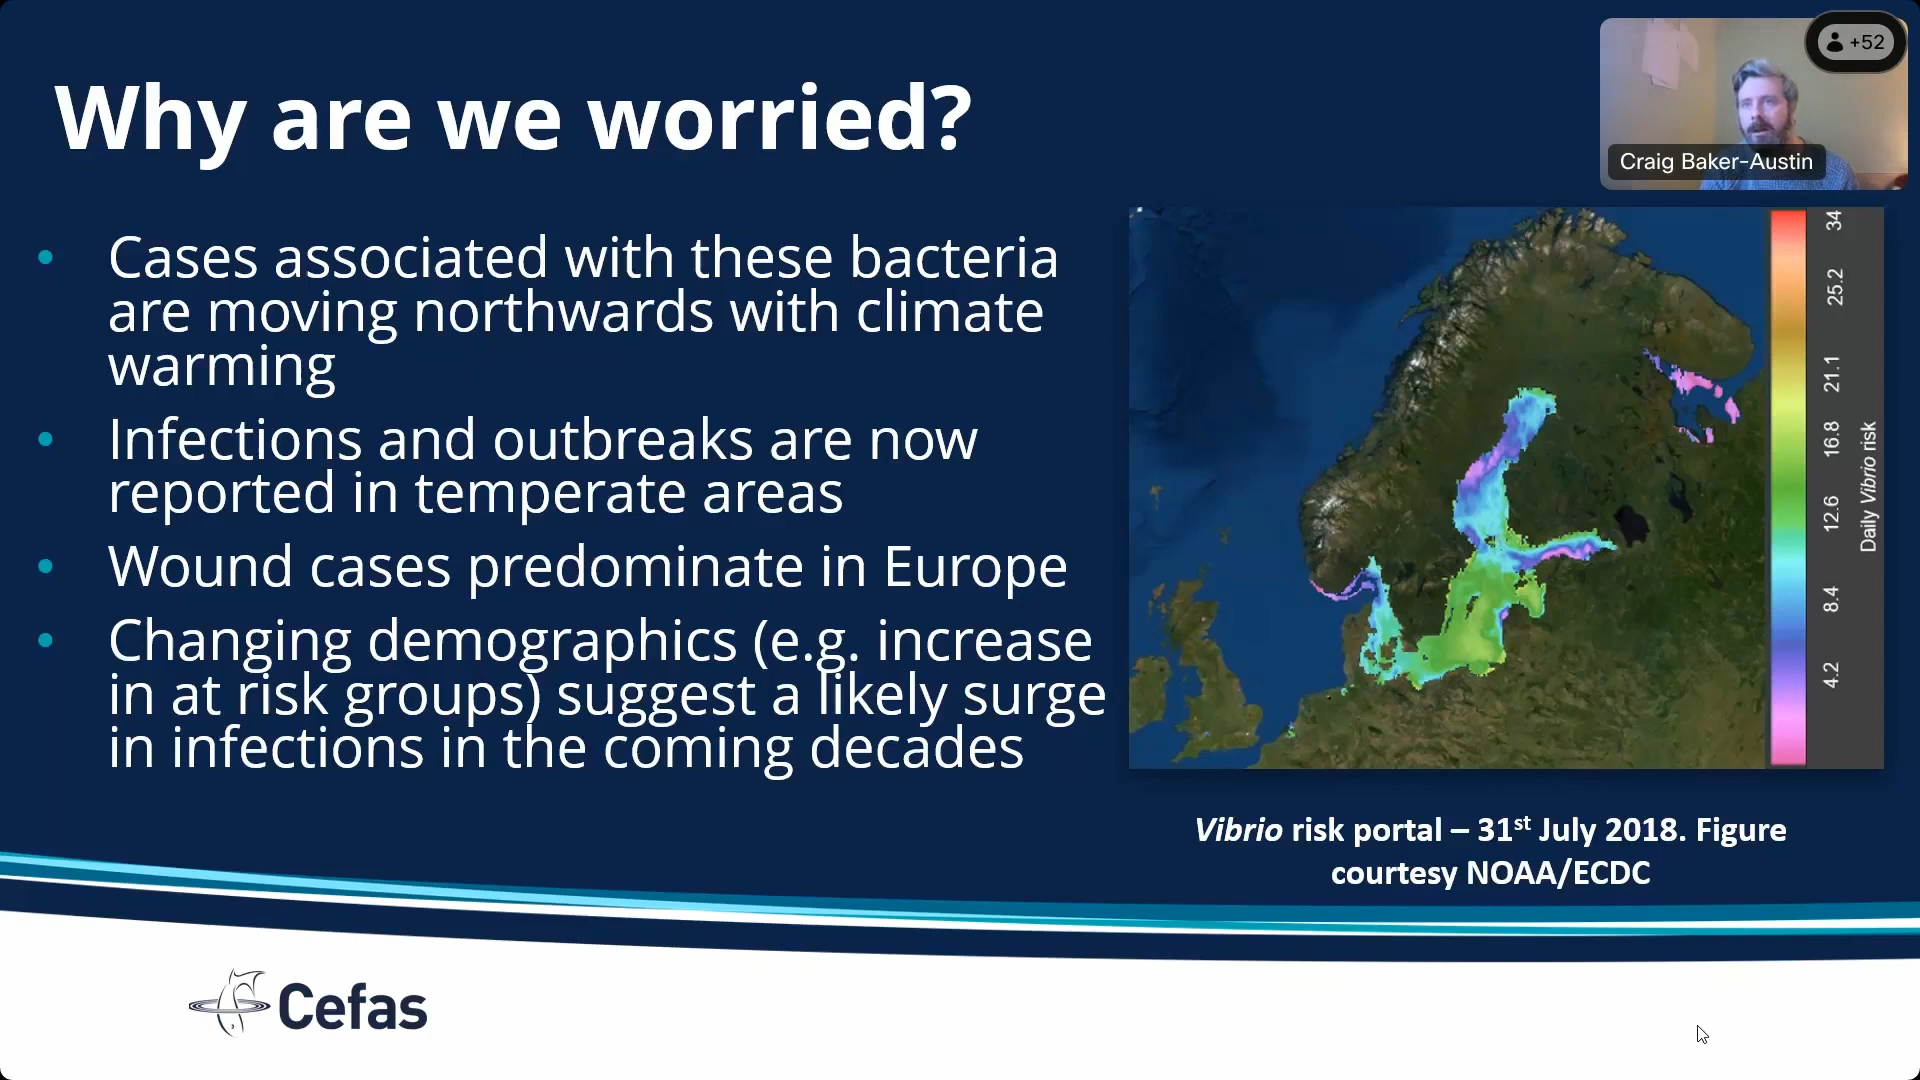 Why are we worried?
+52
Craig Baker-Austin
• Cases associated with these bacteria
are moving northwards with climate
warming
• Infections and outbreaks are now
reported in temperate areas
• Wound cases predominate in Europe
• Changing demographics (e.g. increase
in at risk groups) suggest a likely surge
in infections in the coming decades
34
25.2
21.1
16.8
12.6
8.4
4.2
Daily Vibrio risk
Vibrio risk portal – 31st July 2018. Figure
courtesy NOAA/ECDC
Cefas